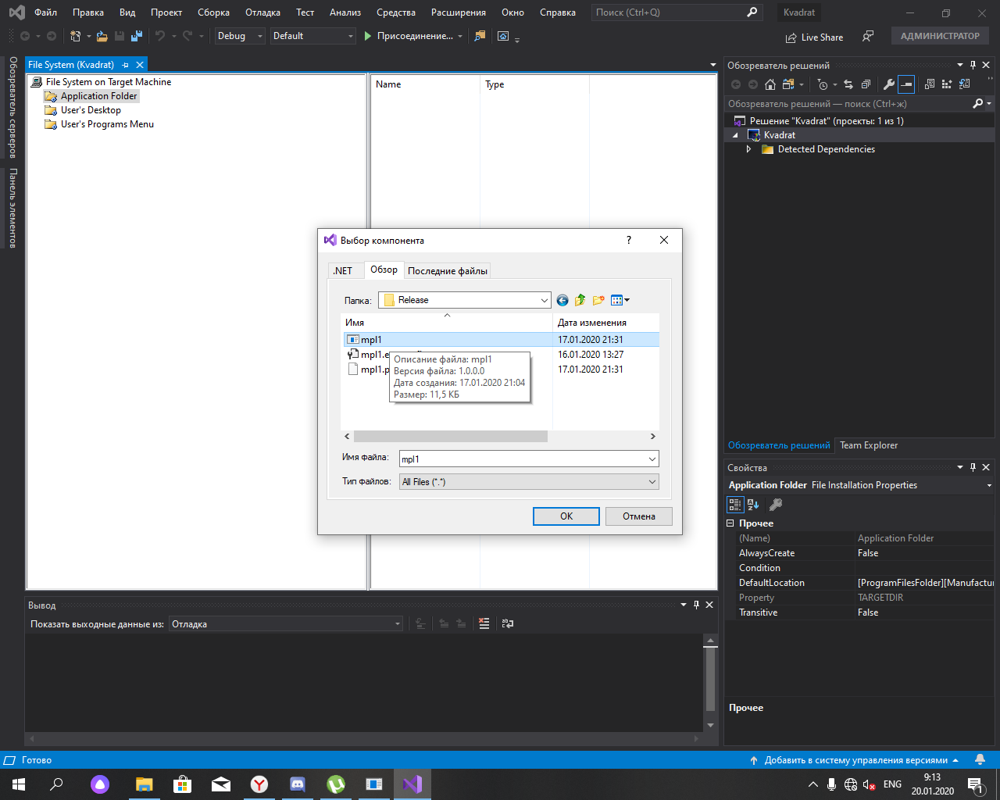 Файл Правка Вид Проект Сборка Отладка Тест Анализ Средства Расширения Окно Справка Поиск (Ctrl+Q) Kvadrat
Debug Default Присоединение... Live Share АДМИНИСТРАТОР
Обозреватель серверов
Панель элементов
File System (Kvadrat)
File System on Target Machine
Application Folder
User's Desktop
User's Programs Menu
Name Type
Выбор компонента ?
.NET Обзор Последние файлы
Папка: Release
Имя Дата изменения
mpl1 17.01.2020 21:31
16.01.2020 13:27
17.01.2020 21:31
Описание файла: mpl1
Версия файла: 1.0.0.0
Дата создания: 17.01.2020 21:04
Размер: 11,5 КБ
Имя файла: mpl1
Тип файлов: All Files (*.*)
ОК Отмена
Обозреватель решений
Обозреватель решений — поиск (Ctrl+ж)
Решение "Kvadrat" (проекты: 1 из 1)
Kvadrat
Detected Dependencies
Обозреватель решений Team Explorer
Свойства
Application Folder File Installation Properties
Прочее
(Name) Application Folder
AlwaysCreate False
Condition
DefaultLocation [ProgramFilesFolder][Manufactu
Property TARGETDIR
Transitive False
Прочее
Вывод
Показать выходные данные из: Отладка
Готово Добавить в систему управления версиями
ENG 9:13
20.01.2020 1